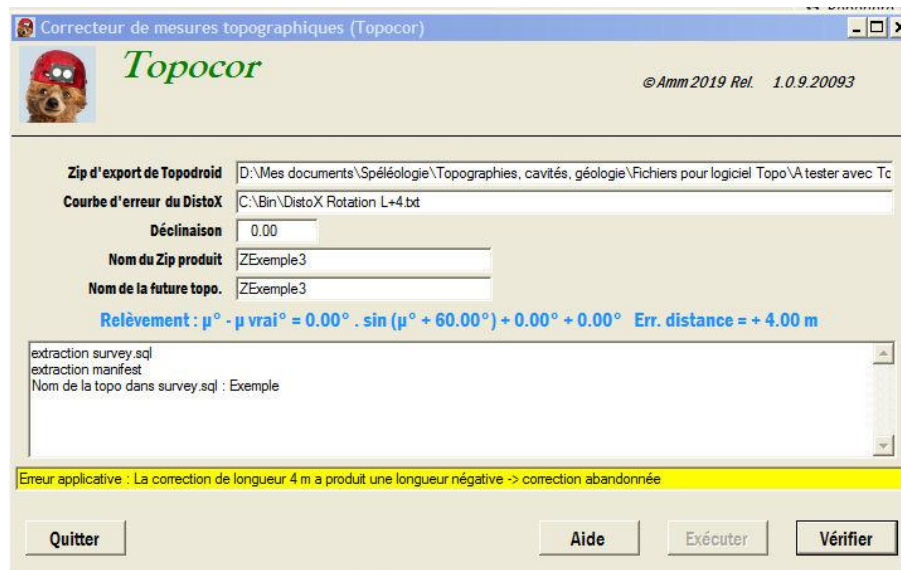 Correcteur de mesures topographiques (Topocor)
Topocor
©Amm2019 Rel. 1.0.9.20093
Zip d'export de Topodroid D:\Mes documents\Spéléologie\Topographies, cavités, géologie\Fichiers pour logiciel Topo\A tester avec Tc
Courbe d'erreur du DistoX C:\Bin\DistoX Rotation L+4.txt
Déclinaison 0.00
Nom du Zip produit ZExemple3
Nom de la future topo. ZExemple3
Relèvement : µ° - µ vrai° = 0.00° . sin (µ° + 60.00°) + 0.00° + 0.00° Err. distance = + 4.00 m
extraction survey.sql
extraction manifest
Nom de la topo dans survey.sql : Exemple
Erreur applicative : La correction de longueur 4 m a produit une longueur négative -> correction abandonnée
Quitter Aide Exécuter Vérifier